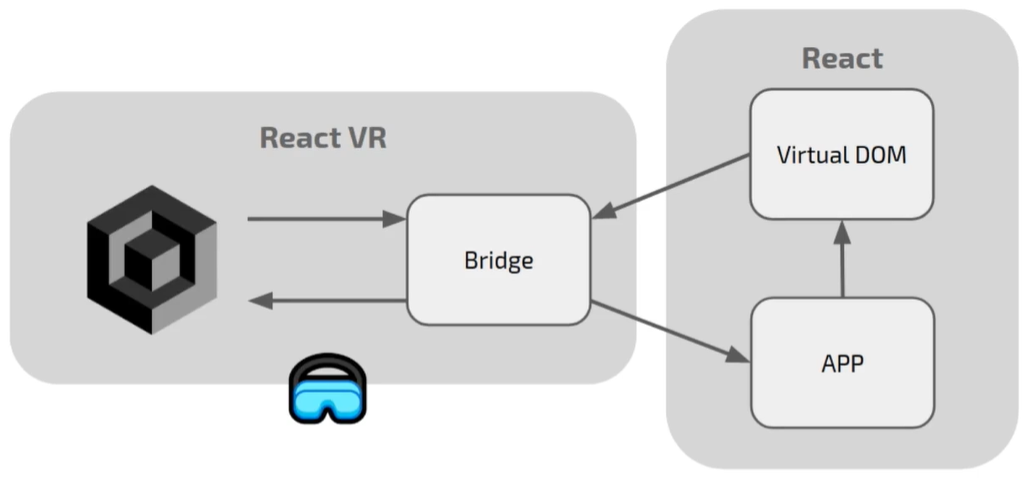 React VR
Bridge
React
Virtual DOM
APP